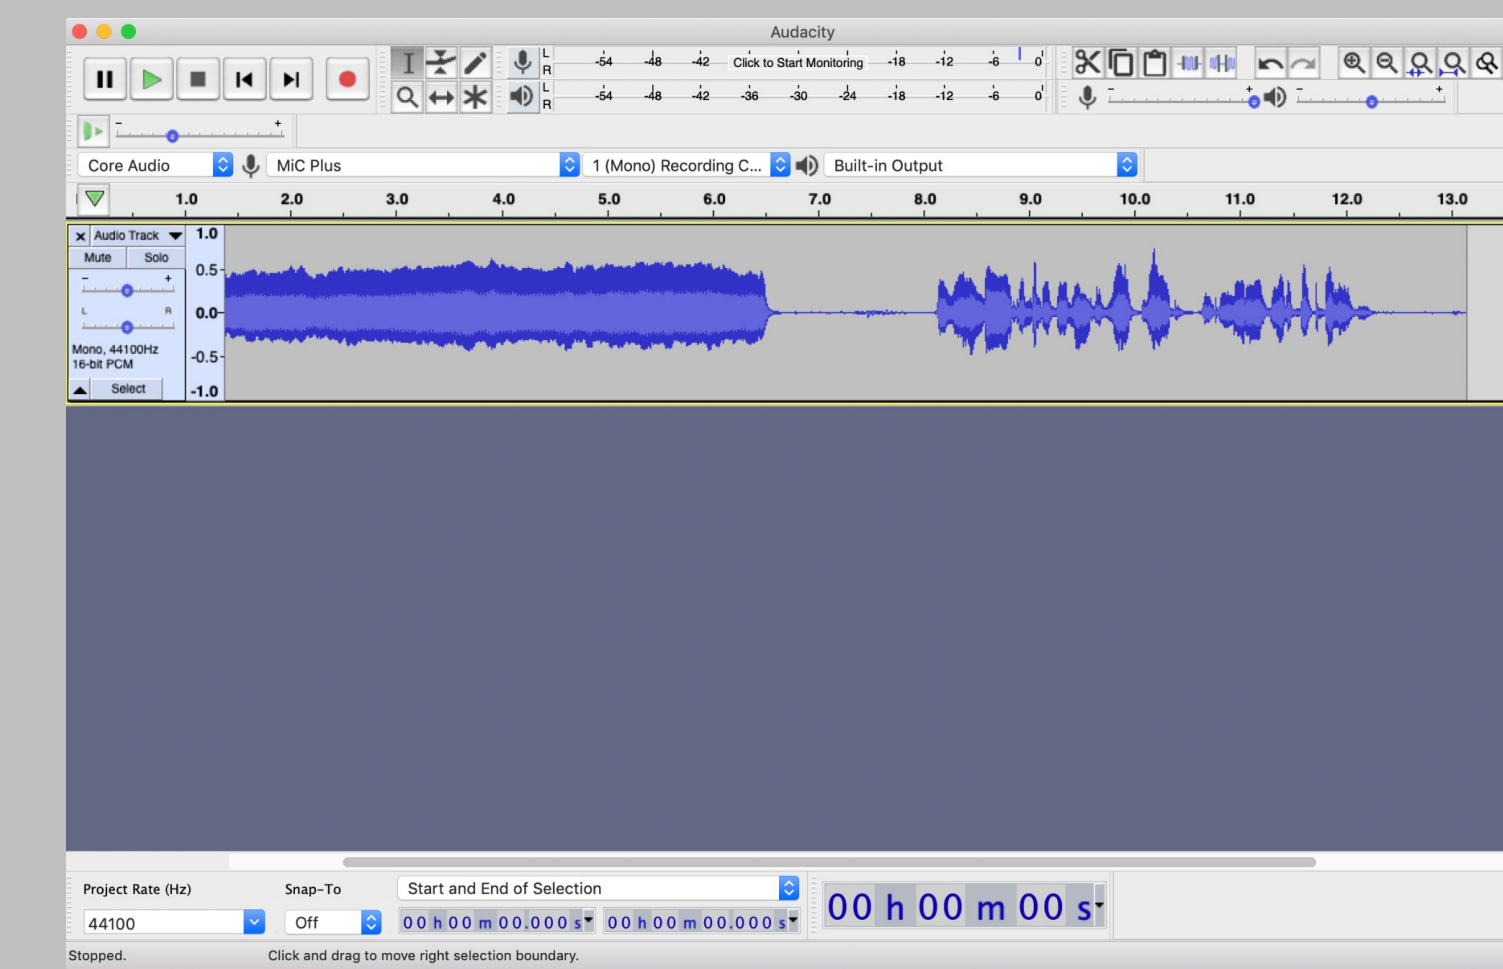 Audacity
L
R
-54 -48 -42 Click to Start Monitoring -18 -12 -6 0
L
R
-54 -48 -42 -36 -30 -24 -18 -12 -6 0
- +
- +
- +
Core Audio MiC Plus 1 (Mono) Recording C... Built-in Output
1.0 2.0 3.0 4.0 5.0 6.0 7.0 8.0 9.0 10.0 11.0 12.0 13.0
x Audio Track
Mute Solo
- +
L R
Mono, 44100Hz
16-bit PCM
Select
1.0
0.5-
0.0-
-0.5-
-1.0
Project Rate (Hz) Snap-To Start and End of Selection
44100 Off 00 h 00 m 00.000 s 00 h 00 m 00.000 s 00 h 00 m 00 s
Stopped. Click and drag to move right selection boundary.